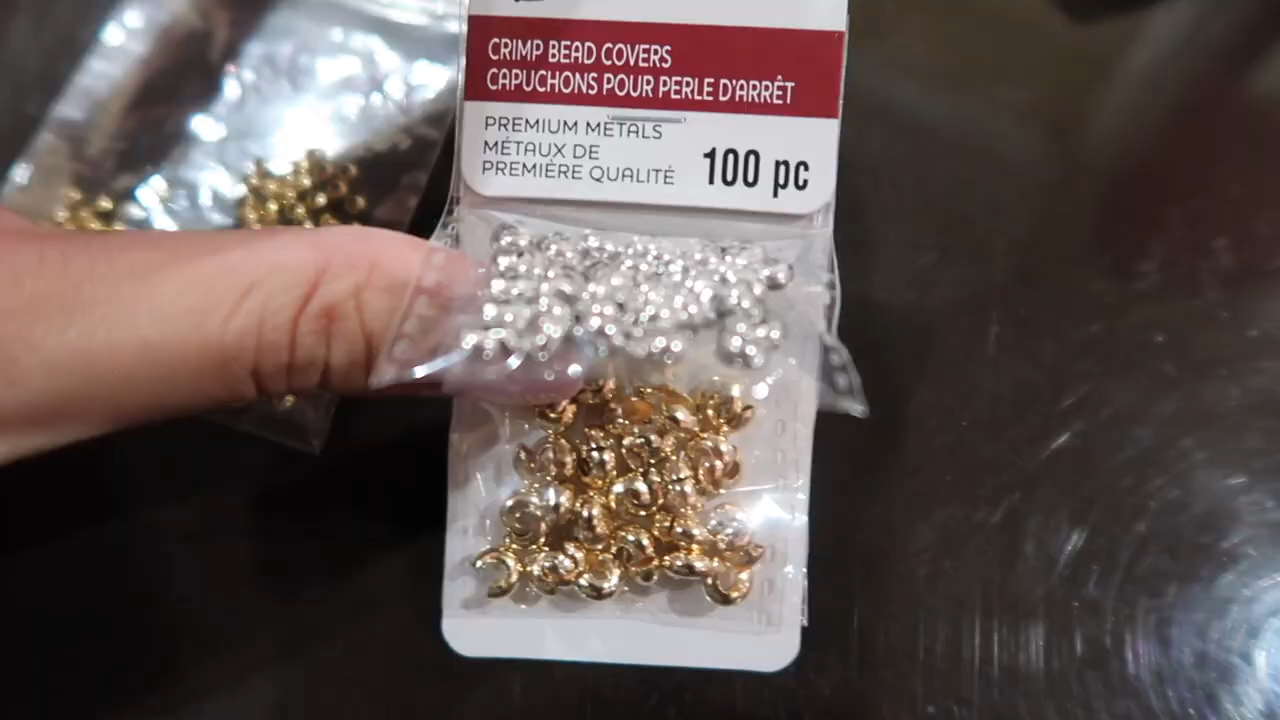 CRIMP BEAD COVERS
CAPUCHONS POUR PERLE D'ARRÊT
PREMIUM METALS
MÉTAUX DE
PREMIÈRE QUALITÉ
100 pc